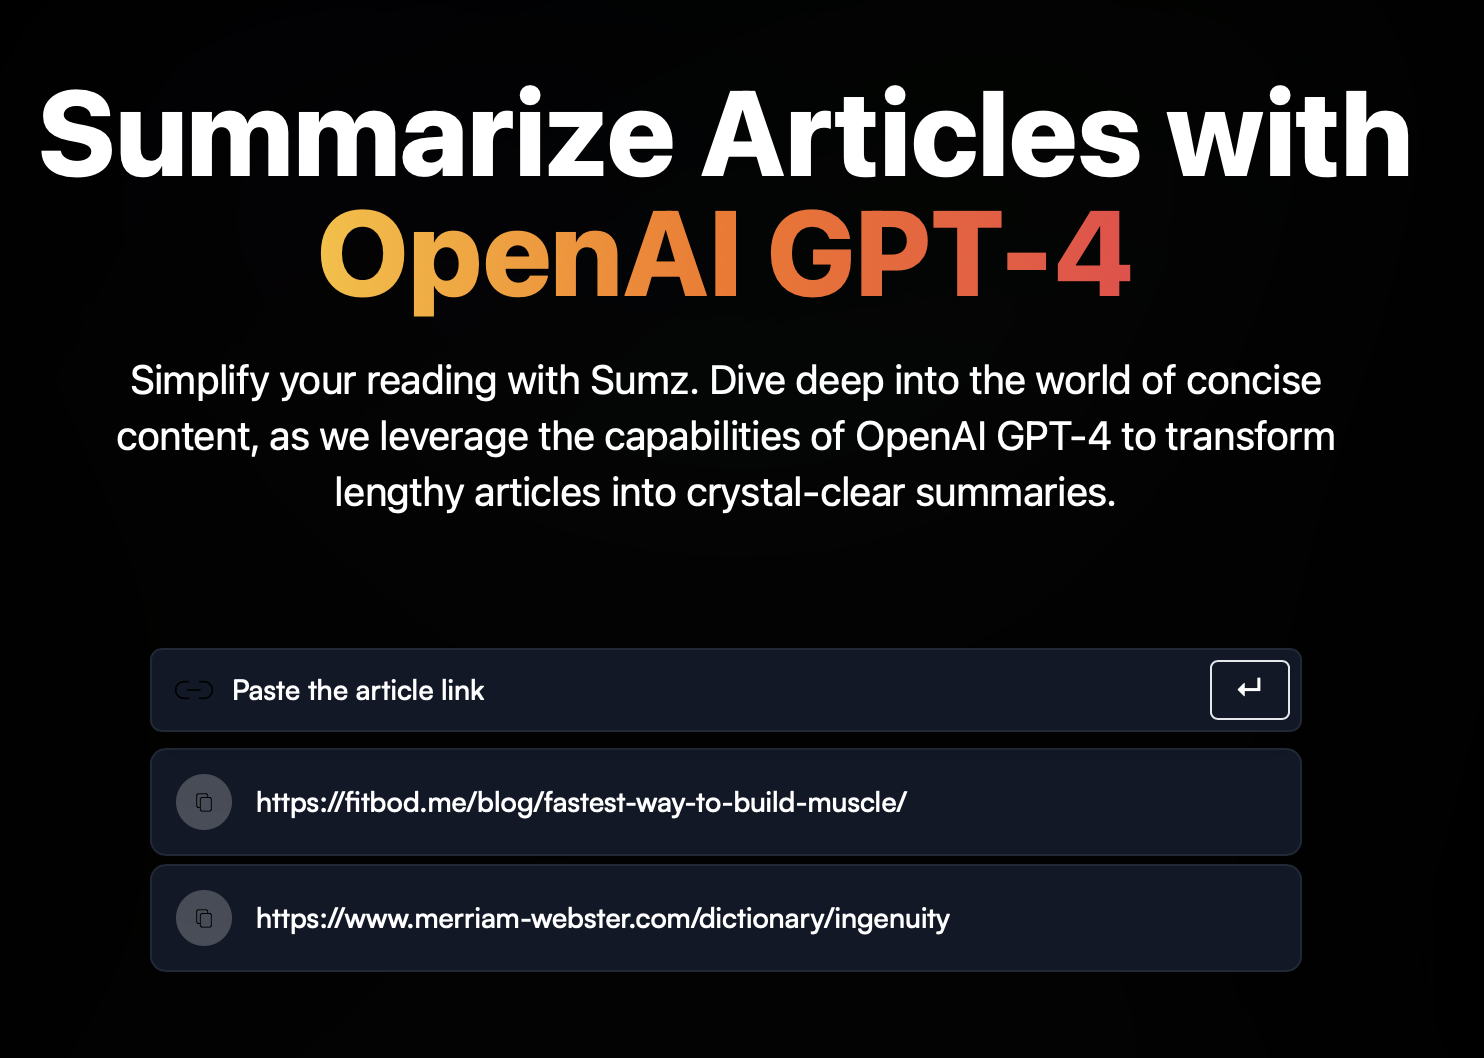 Summarize Articles with
OpenAI GPT-4
Simplify your reading with Sumz. Dive deep into the world of concise
content, as we leverage the capabilities of OpenAI GPT-4 to transform
lengthy articles into crystal-clear summaries.
Paste the article link
https://fitbod.me/blog/fastest-way-to-build-muscle/
https://www.merriam-webster.com/dictionary/ingenuity